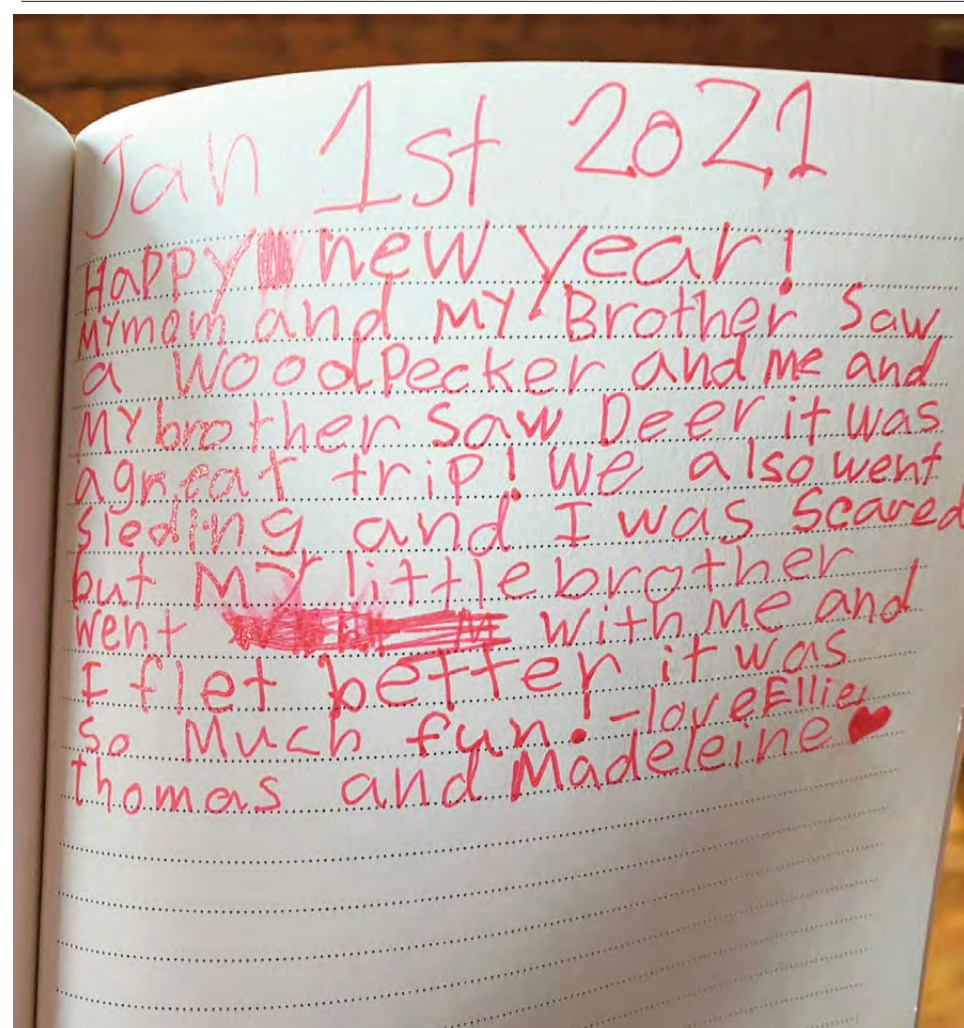 Jan 1st 2021
Happy new year!
My mom and my Brother Saw
a WoodPecker and me and
My brother Saw Deer it was
a great trip! We also went
Sleding and I was Scared
but My little brother
went with me and
I flet better! it was
so Much fun. -love Ellie,
thomas and Madeleine